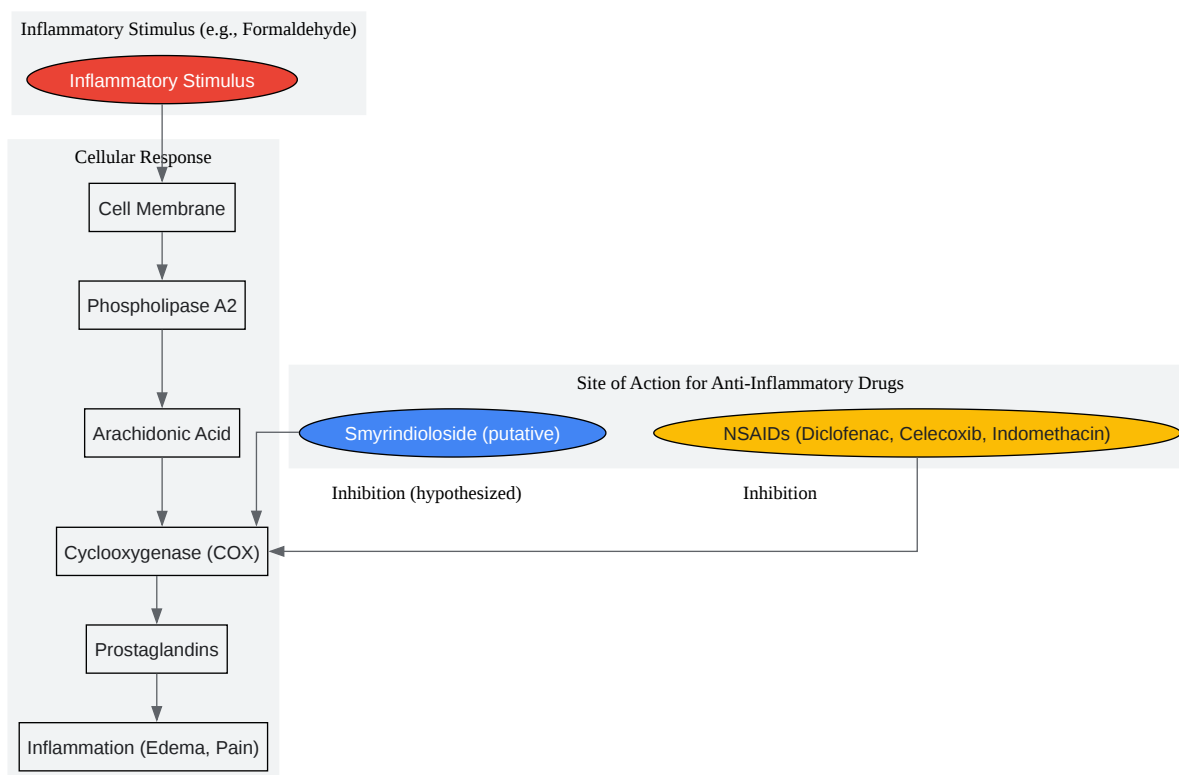 Inflammatory Stimulus (e.g., Formaldehyde)
Inflammatory Stimulus
Cellular Response
Cell Membrane
Phospholipase A2
Site of Action for Anti-Inflammatory Drugs
Arachidonic Acid
Smyrindioloside (putative)
NSAIDs (Diclofenac, Celecoxib, Indomethacin)
Inhibition (hypothesized)
Inhibition
Cyclooxygenase (COX)
Prostaglandins
Inflammation (Edema, Pain)